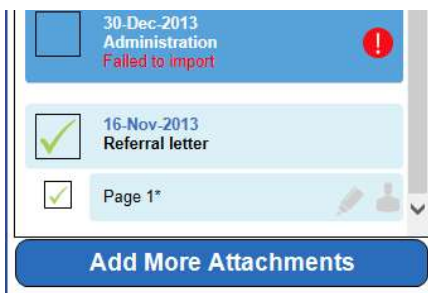 30-Dec-2013
Administration
Failed to import
16-Nov-2013
Referral letter
Page 1*
Add More Attachments